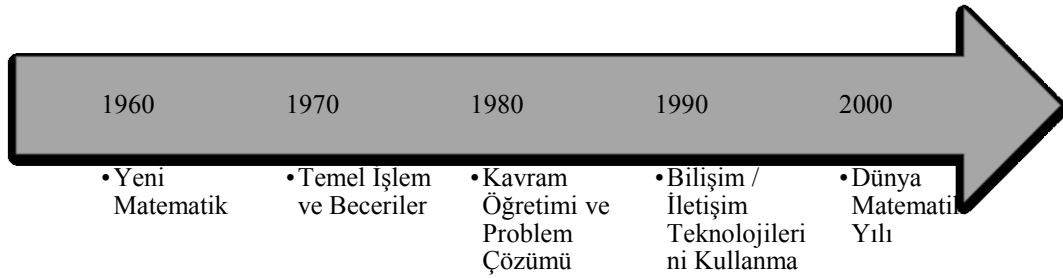 1960 1970 1980 1990 2000
•Yeni
Matematik
•Temel İşlem
ve Beceriler
•Kavram
Öğretimi ve
Problem
Çözümü
•Bilişim /
İletişim
Teknolojileri
ni Kullanma
•Dünya
Matematik
Yılı